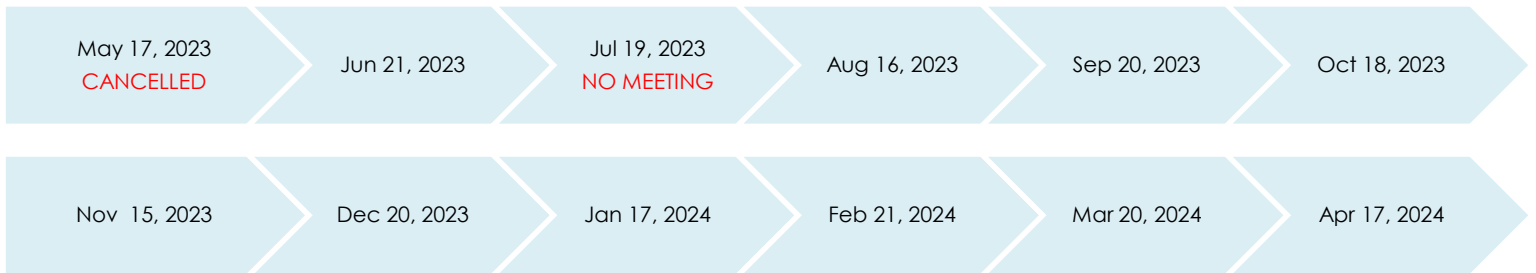 May 17, 2023
CANCELLED
Jun 21, 2023
Jul 19, 2023
NO MEETING
Aug 16, 2023
Sep 20, 2023
Oct 18, 2023
Nov  15, 2023
Dec 20, 2023
Jan 17, 2024
Feb 21, 2024
Mar 20, 2024
Apr 17, 2024